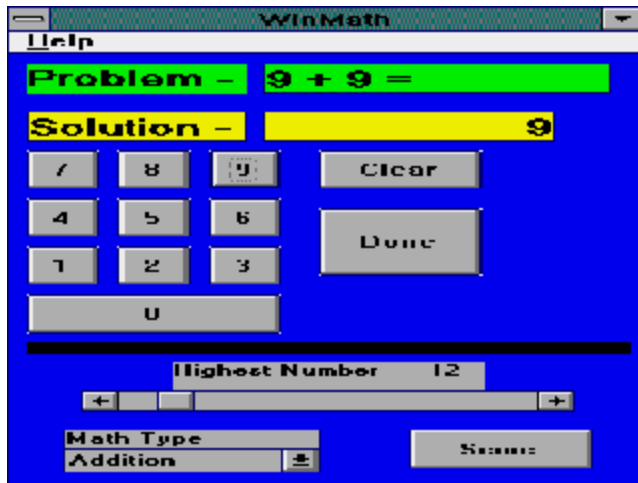 WinMath
Help
Problem - 9 + 9 =
Solution - 9
7 8 9 Clear
4 5 6
Done
1 2 3
0
Highest Number 12
Math Type
Addition